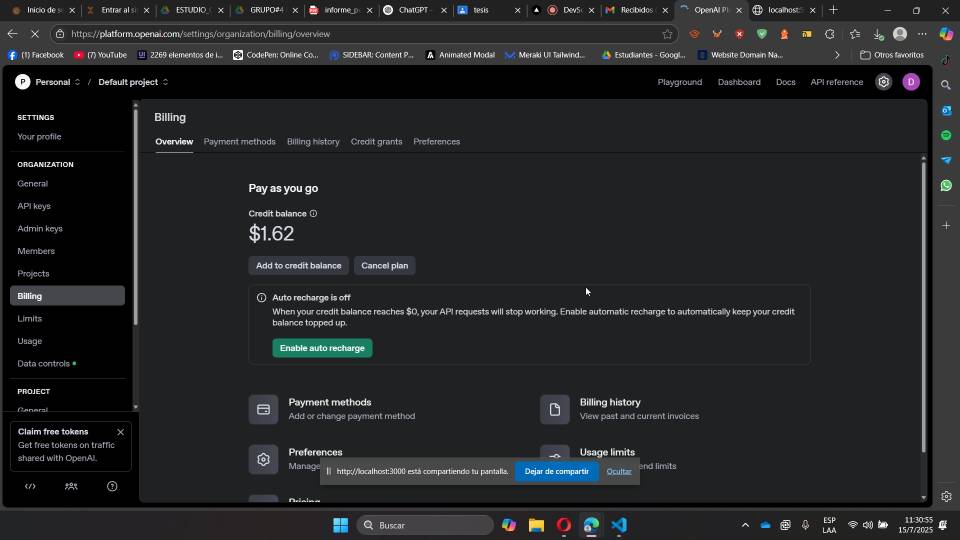 Inicio de s
Entrar al si
ESTUDIO_
GRUPO#4
informe_p
ChatGPT -
tesis
DevSc
Recibidos (
OpenAI Pl
localhost:
https://platform.openai.com/settings/organization/billing/overview
(1) Facebook
(7) YouTube
2269 elementos de i...
CodePen: Online Co...
SIDEBAR: Content P...
Animated Modal
Meraki UI Tailwind...
Estudiantes - Googl...
Website Domain Na...
Otros favoritos
P Personal / Default project
Playground
Dashboard
Docs
API reference
D
SETTINGS
Your profile
ORGANIZATION
General
API keys
Admin keys
Members
Projects
Billing
Limits
Usage
Data controls
PROJECT
General
Claim free tokens
Get free tokens on traffic
shared with OpenAI.
Billing
Overview
Payment methods
Billing history
Credit grants
Preferences
Pay as you go
Credit balance
$1.62
Add to credit balance
Cancel plan
Auto recharge is off
When your credit balance reaches $0, your API requests will stop working. Enable automatic recharge to automatically keep your credit
balance topped up.
Enable auto recharge
Payment methods
Add or change payment method
Billing history
View past and current invoices
Preferences
Manag
Usage limits
end limits
Pricing
http://localhost:3000 está compartiendo tu pantalla.
Dejar de compartir
Ocultar
Buscar
ESP
LAA
11:30:55
15/7/2025